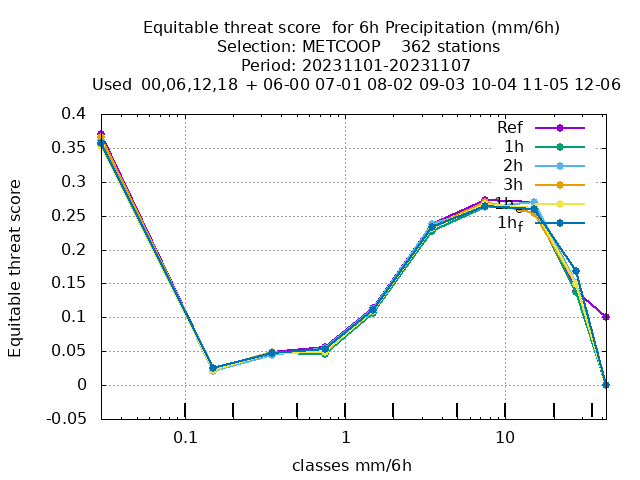 Equitable threat score  for 6h Precipitation (mm/6h)
Selection: METCOOP    362 stations
Period: 20231101-20231107
Used  00,06,12,18  + 06-00 07-01 08-02 09-03 10-04 11-05 12-06
0.4
0.35
0.3
0.25
0.2
0.15
0.1
0.05
0
-0.05
Equitable threat score
Ref
1h
2h
3h
1h_e
1h_f
0.1
1
10
classes mm/6h